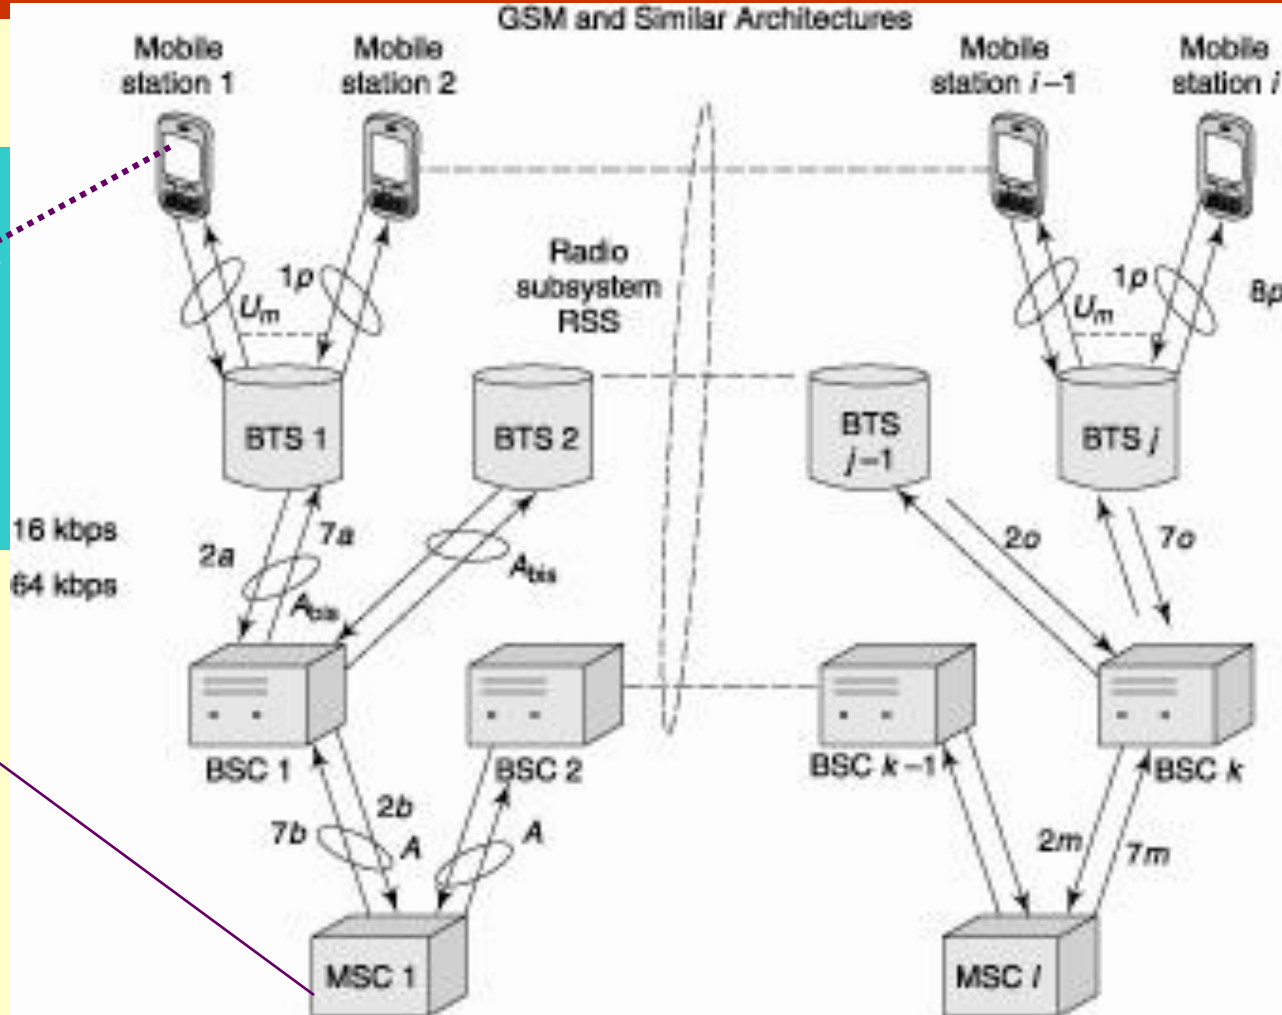 GSM and Similar Architectures
Mobile
station 1
Mobile
station 2
Mobile
station i–1
Mobile
station i
Radio
subsystem
RSS
1p
Um
1p
Um
8p
BTS 1
BTS 2
BTS
j–1
BTS j
16 kbps
64 kbps
2a
7a
Abis
Abis
2o
7o
BSC 1
BSC 2
BSC k–1
BSC k
7b
2b
A
A
2m
7m
MSC 1
MSC l